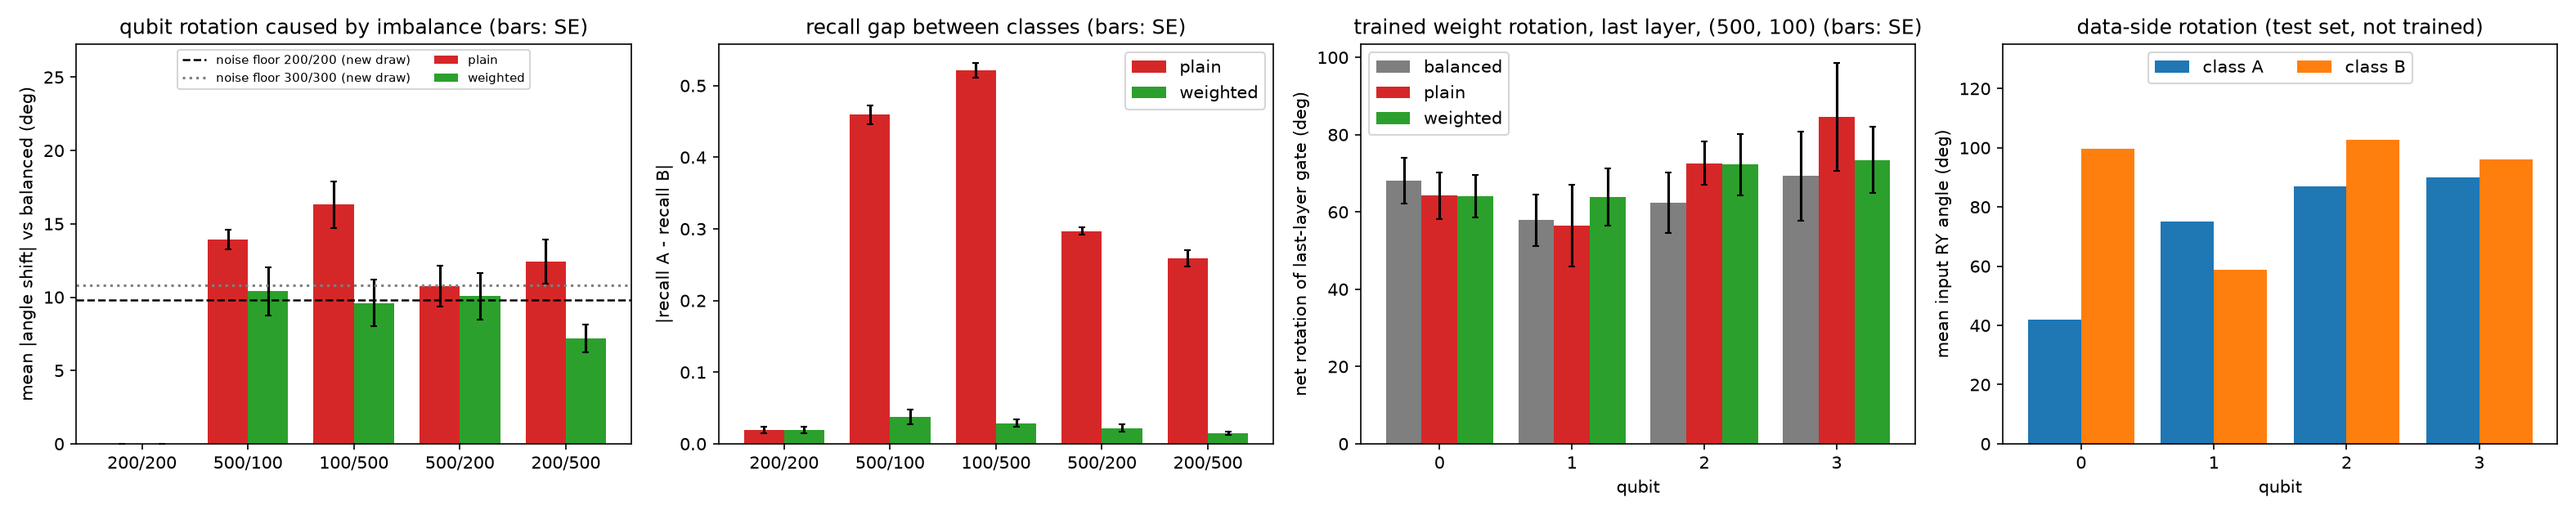 qubit rotation caused by imbalance (bars: SE)
mean |angle shift| vs balanced (deg)
25
20
15
10
5
0
noise floor 200/200 (new draw)
noise floor 300/300 (new draw)
plain
weighted
200/200
500/100
100/500
500/200
200/500
recall gap between classes (bars: SE)
|recall A - recall B|
0.5
0.4
0.3
0.2
0.1
0.0
plain
weighted
200/200
500/100
100/500
500/200
200/500
trained weight rotation, last layer, (500, 100) (bars: SE)
net rotation of last-layer gate (deg)
100
80
60
40
20
0
balanced
plain
weighted
0
1
2
3
qubit
data-side rotation (test set, not trained)
mean input RY angle (deg)
120
100
80
60
40
20
0
class A
class B
0
1
2
3
qubit